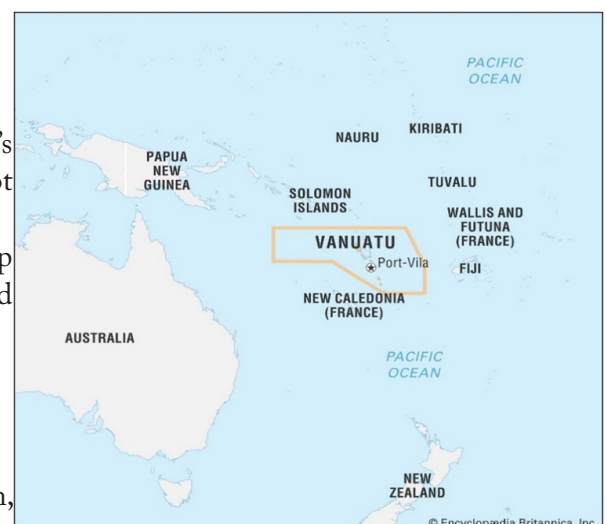 PACIFIC
OCEAN
NAURU
KIRIBATI
PAPUA
NEW
GUINEA
TUVALU
SOLOMON
ISLANDS
WALLIS AND
FUTUNA
(FRANCE)
VANUATU
Port-Vila
FIJI
NEW CALEDONIA
(FRANCE)
AUSTRALIA
PACIFIC
OCEAN
NEW
ZEALAND
© Encyclopædia Britannica, Inc.